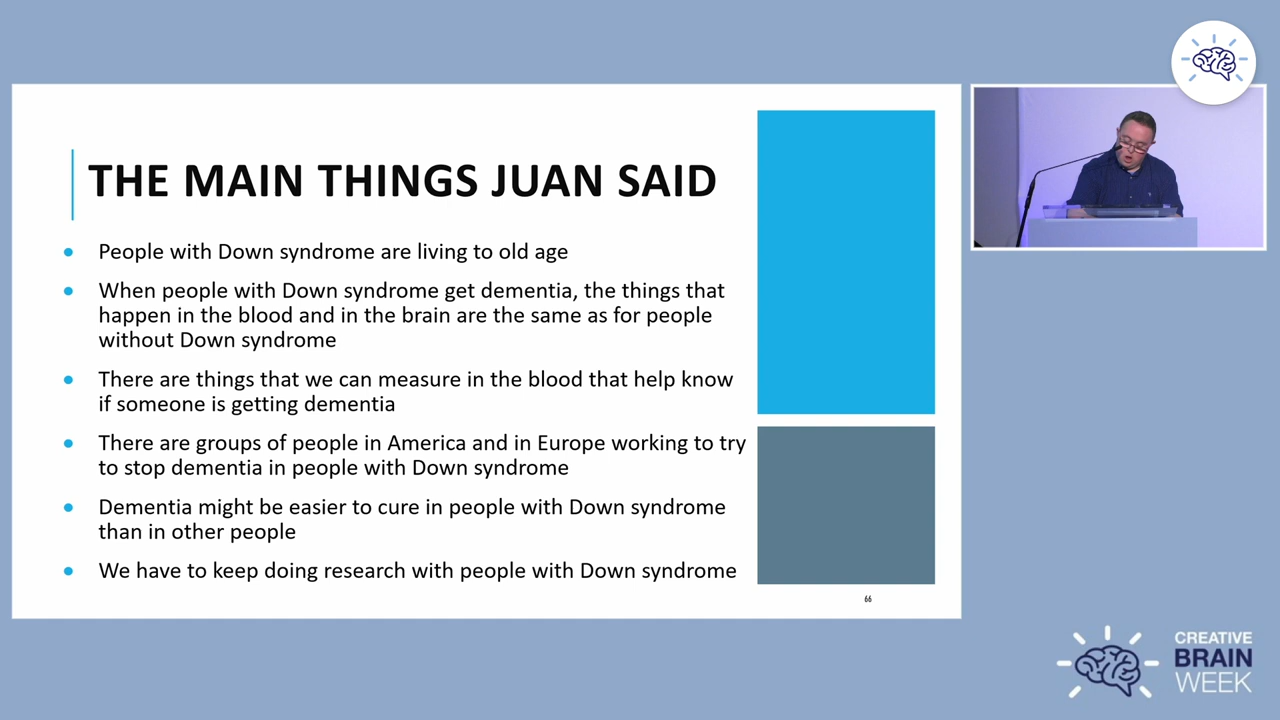 THE MAIN THINGS JUAN SAID
People with Down syndrome are living to old age
When people with Down syndrome get dementia, the things that
happen in the blood and in the brain are the same as for people
without Down syndrome
There are things that we can measure in the blood that help know
if someone is getting dementia
There are groups of people in America and in Europe working to try
to stop dementia in people with Down syndrome
Dementia might be easier to cure in people with Down syndrome
than in other people
We have to keep doing research with people with Down syndrome
66
CREATIVE
BRAIN
WEEK